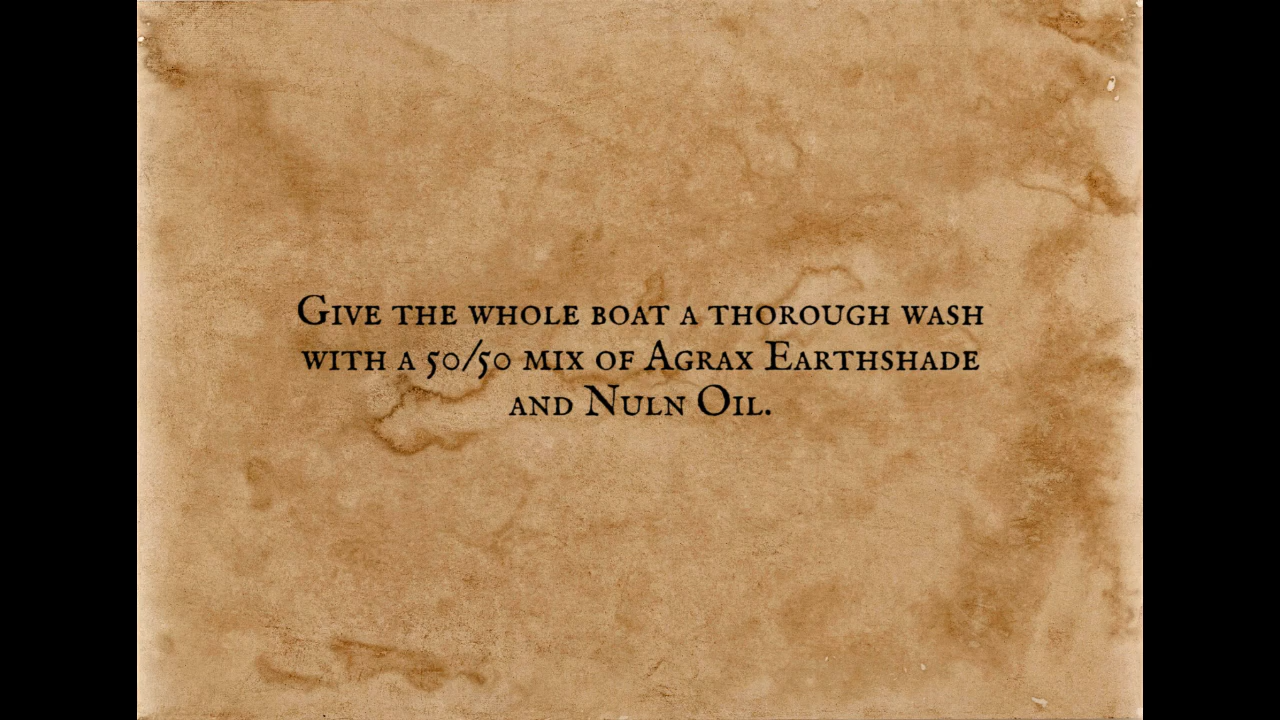 Give the whole boat a thorough wash
with a 50/50 mix of Agrax Earthshade
and Nuln Oil.